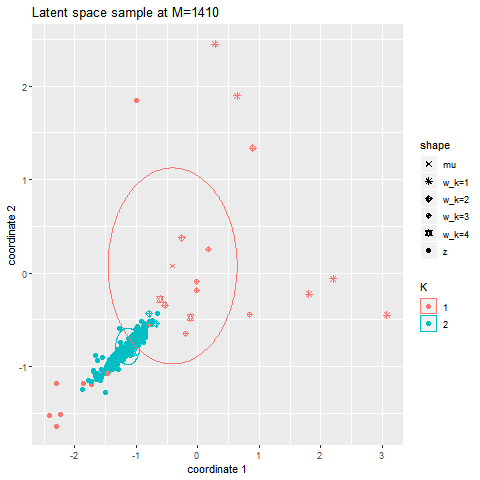 Latent space sample at M=1410
coordinate 2
2
1
0
-1
-2
-1
0
1
2
3
coordinate 1
shape
mu
w_k=1
w_k=2
w_k=3
w_k=4
z
K
1
2